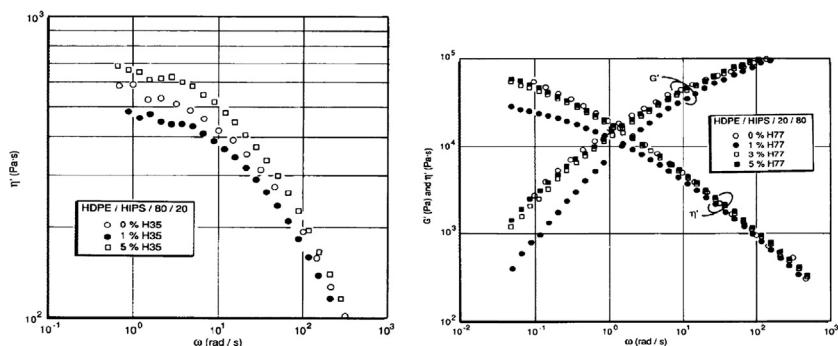 10³
η' (Pa·s)
10²
HDPE / HIPS / 80 / 20
0 % H35
1 % H35
5 % H35
10⁻¹ 10⁰ 10¹ 10² 10³
ω (rad / s)
10⁵
10⁴
10³
10²
G' (Pa) and η' (Pa·s)
G'
HDPE / HIPS / 20 / 80
0 % H77
1 % H77
3 % H77
5 % H77
η'
10⁻² 10⁻¹ 10⁰ 10¹ 10² 10³
ω (rad / s)